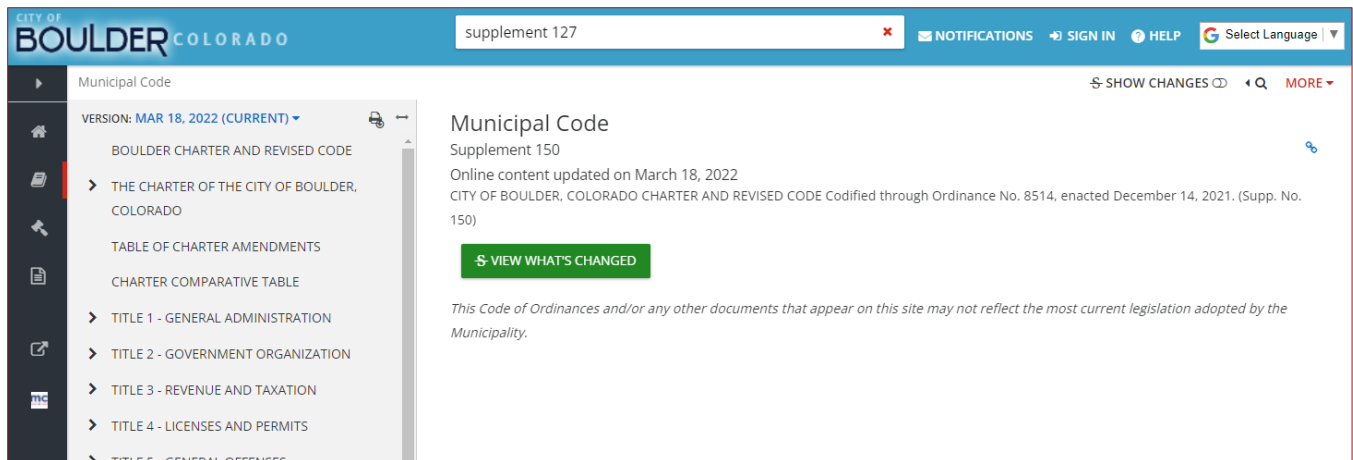 CITY OF
BOULDER COLORADO
supplement 127
NOTIFICATIONS
SIGN IN
HELP
G Select Language
Municipal Code
SHOW CHANGES
MORE
VERSION: MAR 18, 2022 (CURRENT)
BOULDER CHARTER AND REVISED CODE
THE CHARTER OF THE CITY OF BOULDER,
COLORADO
TABLE OF CHARTER AMENDMENTS
CHARTER COMPARATIVE TABLE
TITLE 1 - GENERAL ADMINISTRATION
TITLE 2 - GOVERNMENT ORGANIZATION
TITLE 3 - REVENUE AND TAXATION
TITLE 4 - LICENSES AND PERMITS
TITLE 5 - GENERAL OFFENSES
mc
Municipal Code
Supplement 150
Online content updated on March 18, 2022
CITY OF BOULDER, COLORADO CHARTER AND REVISED CODE Codified through Ordinance No. 8514, enacted December 14, 2021. (Supp. No.
150)
VIEW WHAT'S CHANGED
This Code of Ordinances and/or any other documents that appear on this site may not reflect the most current legislation adopted by the
Municipality.